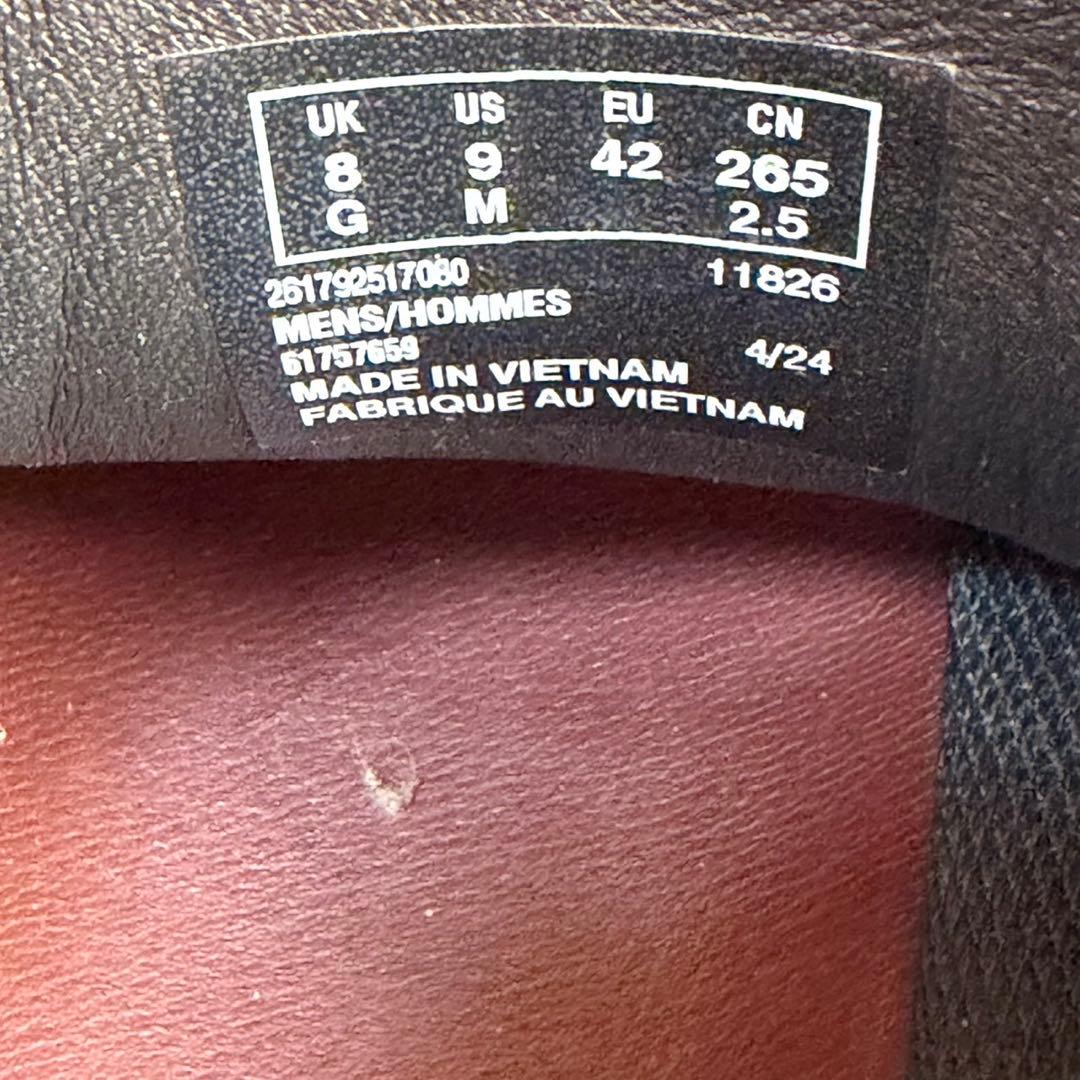 UK US EU CN
8 9 42 265
G M 2.5
261792517080 11826
MENS/HOMMES
61757659 4/24
MADE IN VIETNAM
FABRIQUE AU VIETNAM